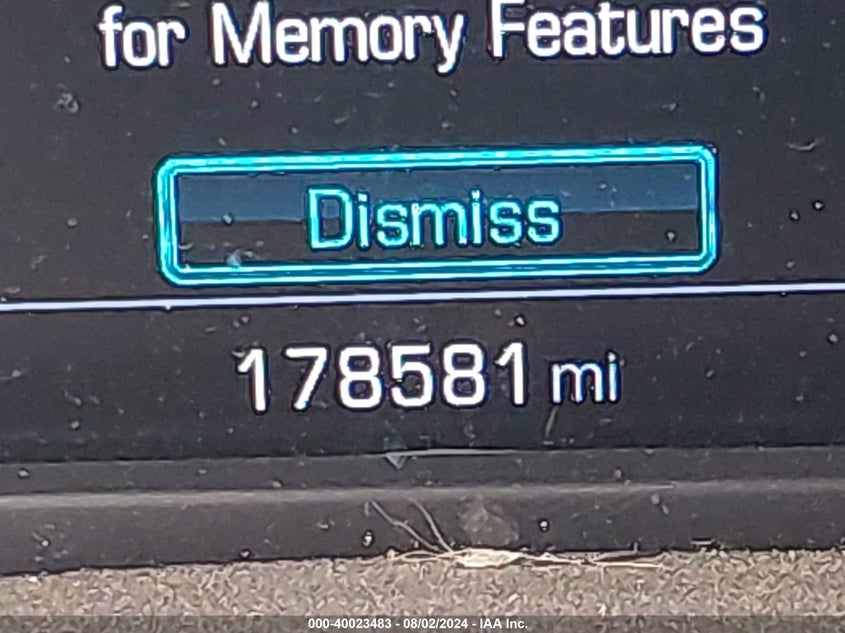 for Memory Features
Dismiss
178581 mi
000-40023483 - 08/02/2024 - IAA Inc.